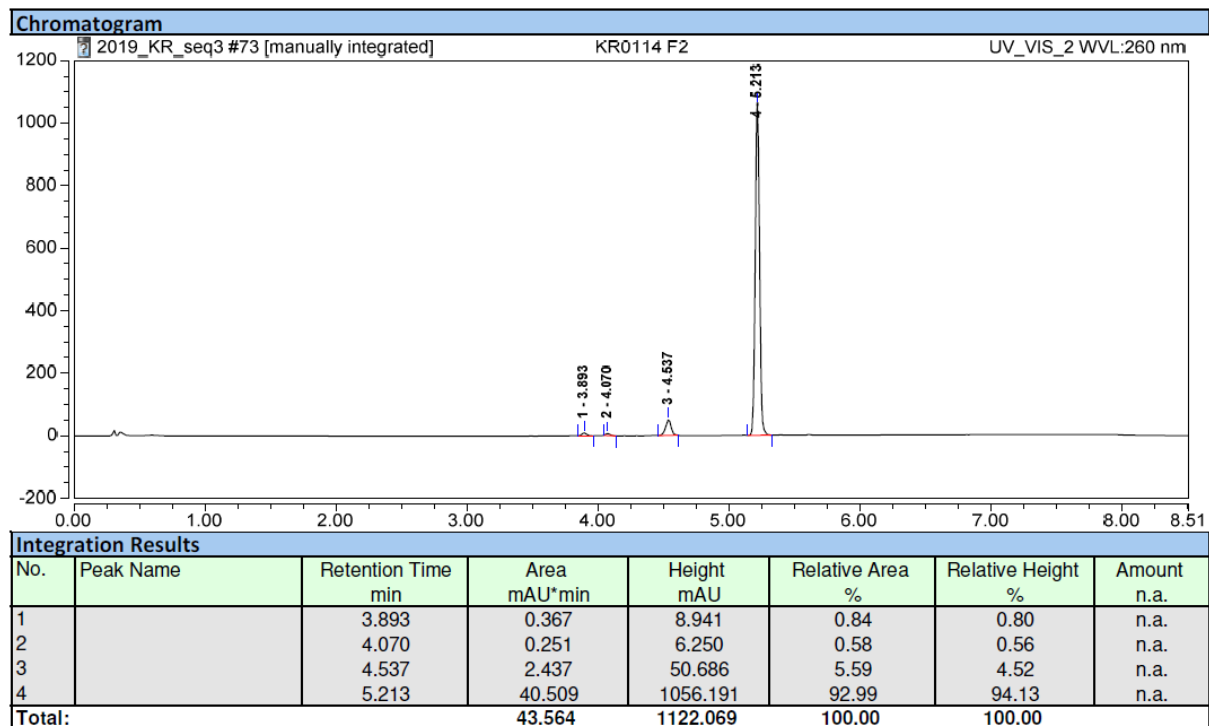 Chromatogram
2019_KR_seq3 #73 [manually integrated] KR0114 F2 UV_VIS_2 WVL:260 nm
1200
1000
800
600
400
200
0
-200
1 - 3.893
2 - 4.070
3 - 4.537
4 - 5.213
0.00 1.00 2.00 3.00 4.00 5.00 6.00 7.00 8.00 8.51
Integration Results
No. Peak Name Retention Time Area Height Relative Area Relative Height Amount
min mAU*min mAU % % n.a.
1 3.893 0.367 8.941 0.84 0.80 n.a.
2 4.070 0.251 6.250 0.58 0.56 n.a.
3 4.537 2.437 50.686 5.59 4.52 n.a.
4 5.213 40.509 1056.191 92.99 94.13 n.a.
Total: 43.564 1122.069 100.00 100.00